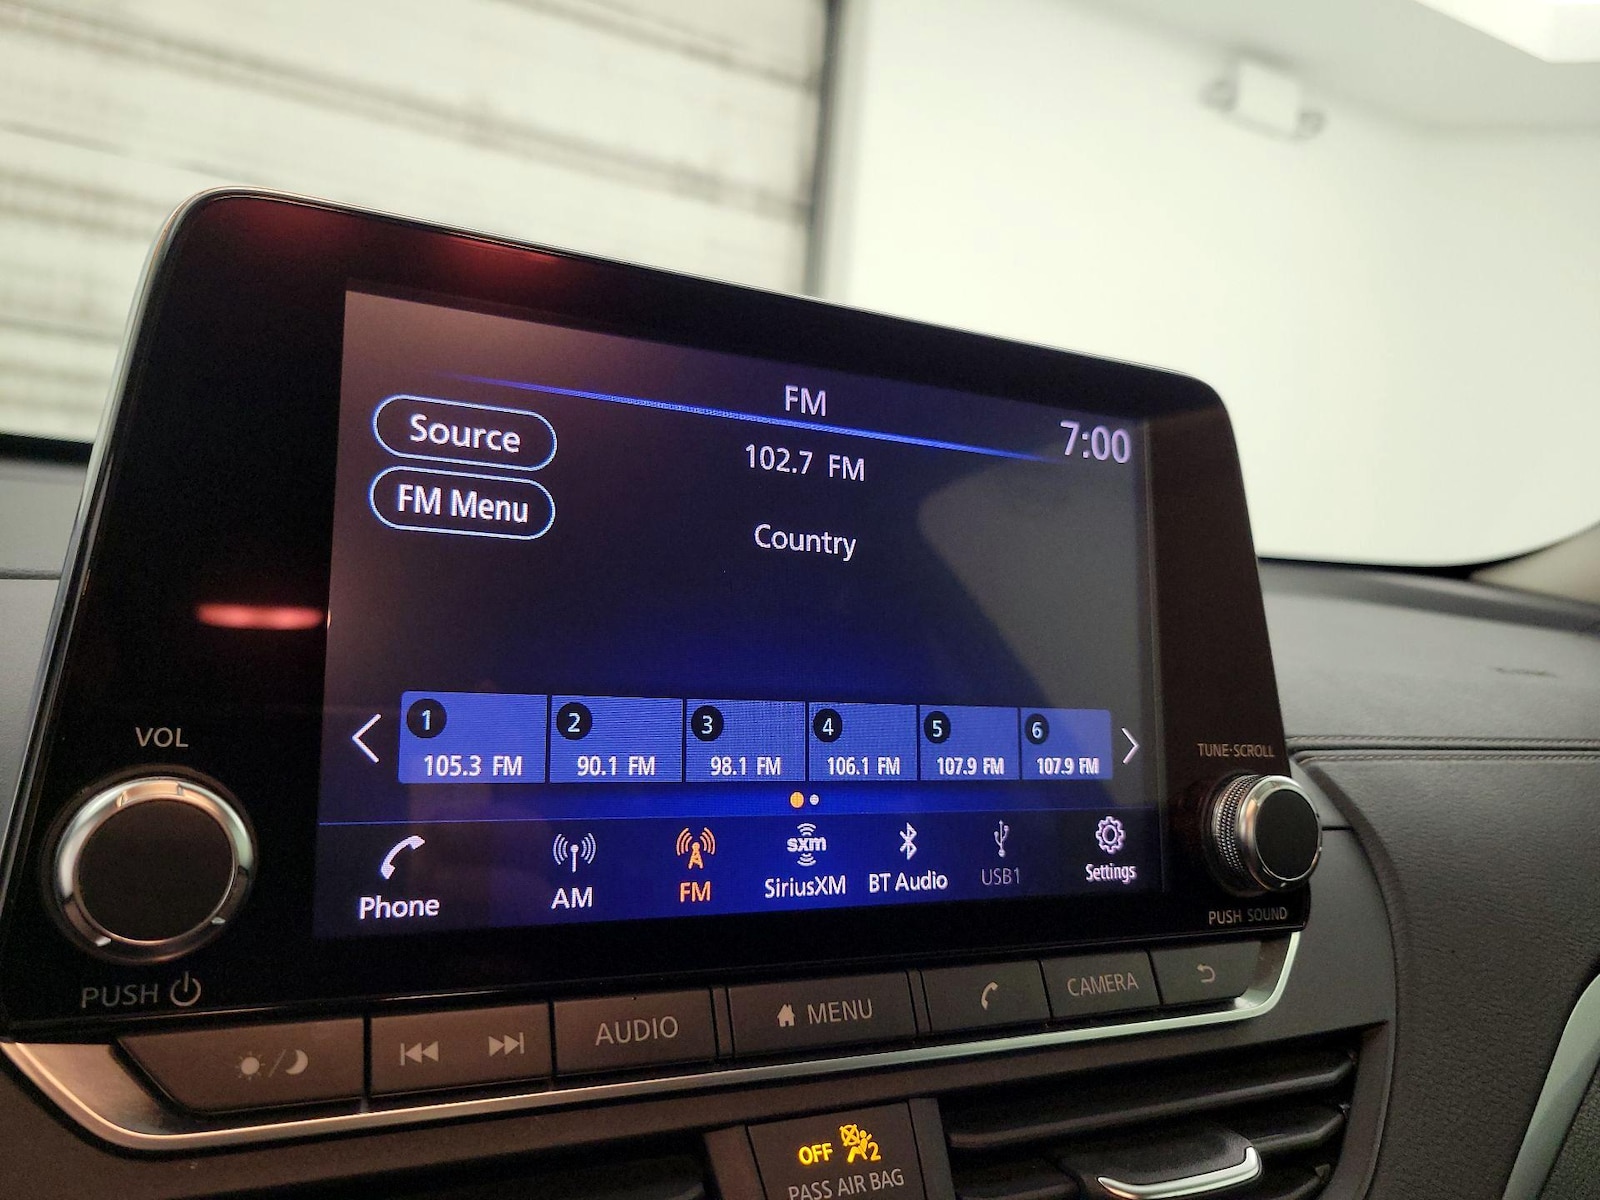 FM
7:00
Source
102.7 FM
FM Menu
Country
1
2
3
4
5
6
105.3 FM
90.1 FM
98.1 FM
106.1 FM
107.9 FM
107.9 FM
VOL
TUNE·SCROLL
Phone
AM
FM
sxm
SiriusXM
BT Audio
USB1
Settings
PUSH
PUSH SOUND
AUDIO
MENU
CAMERA
OFF
2
PASS AIR BAG